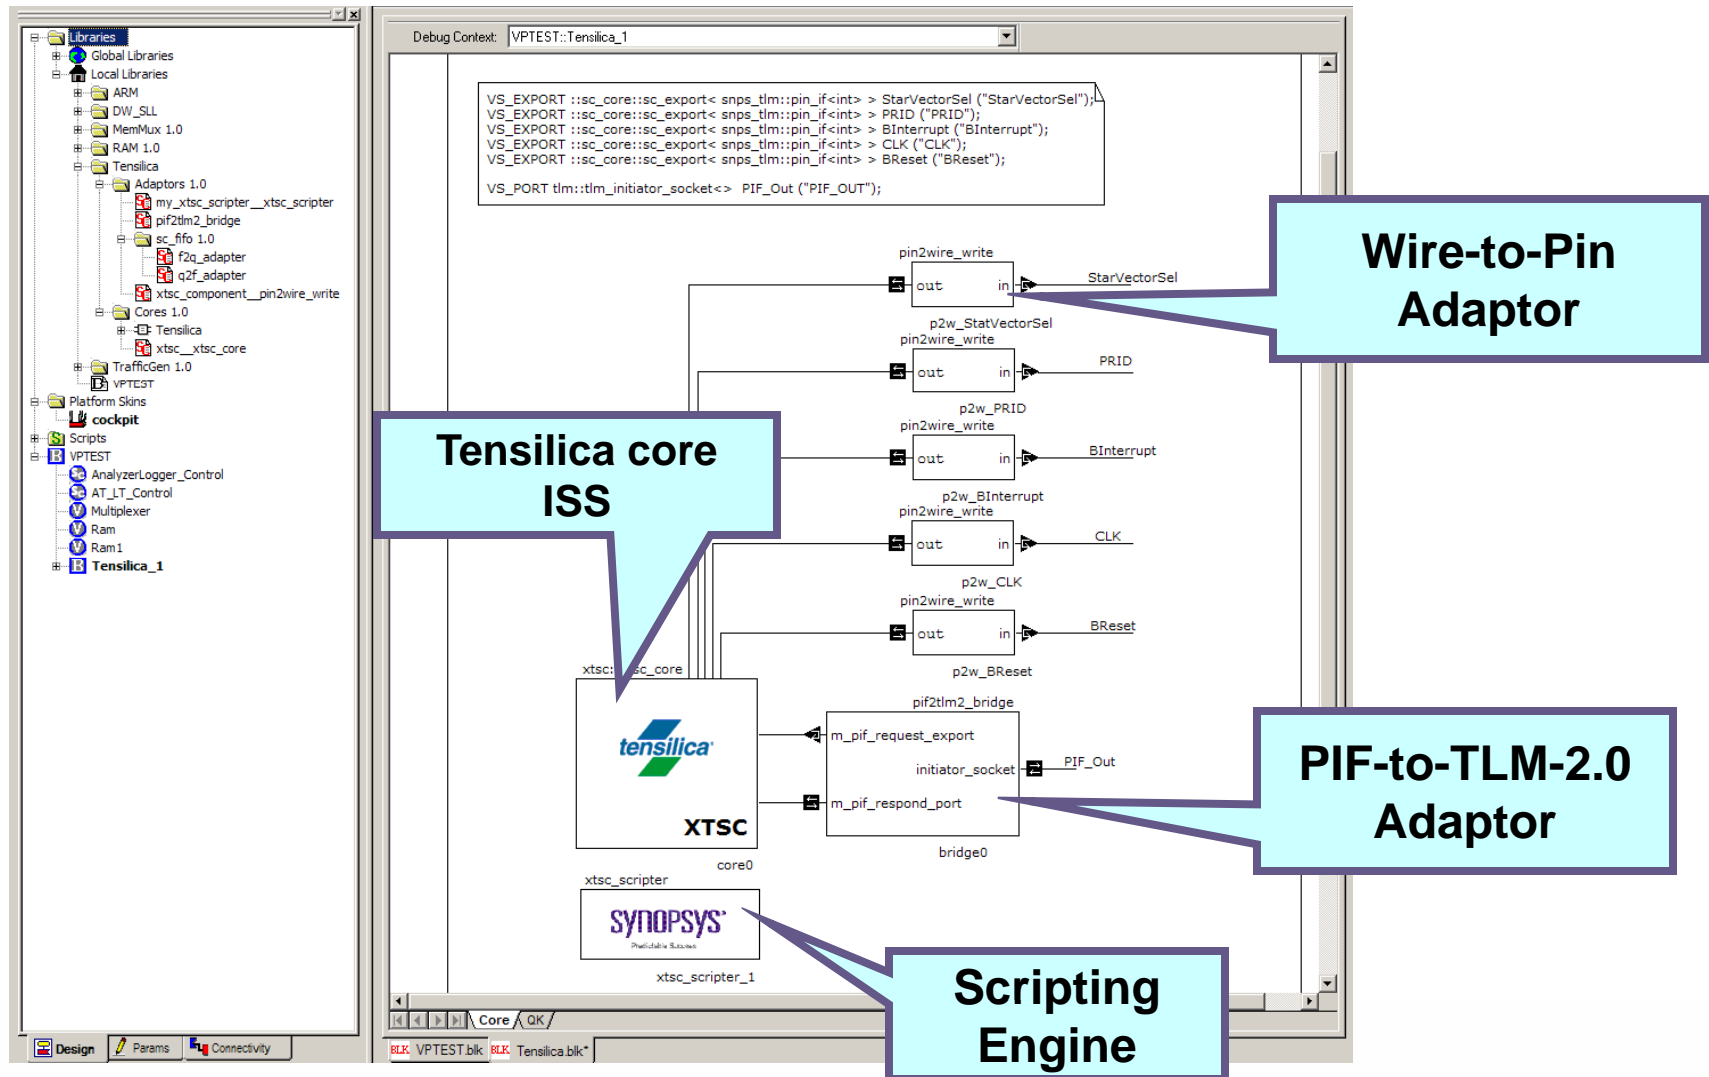 Libraries
Global Libraries
Local Libraries
ARM
DW_SLL
MemMux 1.0
RAM 1.0
Tensilica
Adaptors 1.0
my_xtsc_scripter__xtsc_scripter
pif2tlm2_bridge
sc_fifo 1.0
f2q_adapter
q2f_adapter
xtsc_component__pin2wire_write
Cores 1.0
Tensilica
xtsc__xtsc_core
TrafficGen 1.0
VPTEST
Platform Skins
cockpit
Scripts
VPTEST
AnalyzerLogger_Control
AT_LT_Control
Multiplexer
Ram
Ram1
Tensilica_1
Design
Params
Connectivity
Debug Context: VPTEST::Tensilica_1
VS_EXPORT ::sc_core::sc_export< snps_tlm::pin_if<int> > StarVectorSel ("StarVectorSel");
VS_EXPORT ::sc_core::sc_export< snps_tlm::pin_if<int> > PRID ("PRID");
VS_EXPORT ::sc_core::sc_export< snps_tlm::pin_if<int> > BInterrupt ("BInterrupt");
VS_EXPORT ::sc_core::sc_export< snps_tlm::pin_if<int> > CLK ("CLK");
VS_EXPORT ::sc_core::sc_export< snps_tlm::pin_if<int> > BReset ("BReset");
VS_PORT tlm::tlm_initiator_socket<> PIF_Out ("PIF_OUT");
pin2wire_write
out in
StarVectorSel
p2w_StatVectorSel
Wire-to-Pin
Adaptor
pin2wire_write
out in
PRID
p2w_PRID
Tensilica core
ISS
pin2wire_write
out in
BInterrupt
p2w_BInterrupt
pin2wire_write
out in
CLK
p2w_CLK
pin2wire_write
out in
BReset
p2w_BReset
tensilica
XTSC
core0
pif2tlm2_bridge
m_pif_request_export
initiator_socket
PIF_Out
m_pif_respond_port
bridge0
PIF-to-TLM-2.0
Adaptor
xtsc_scripter
SYNOPSYS
Predictable Success
xtsc_scripter_1
Scripting
Engine
Core QK
BLK VPTEST.blk BLK Tensilica.blk*